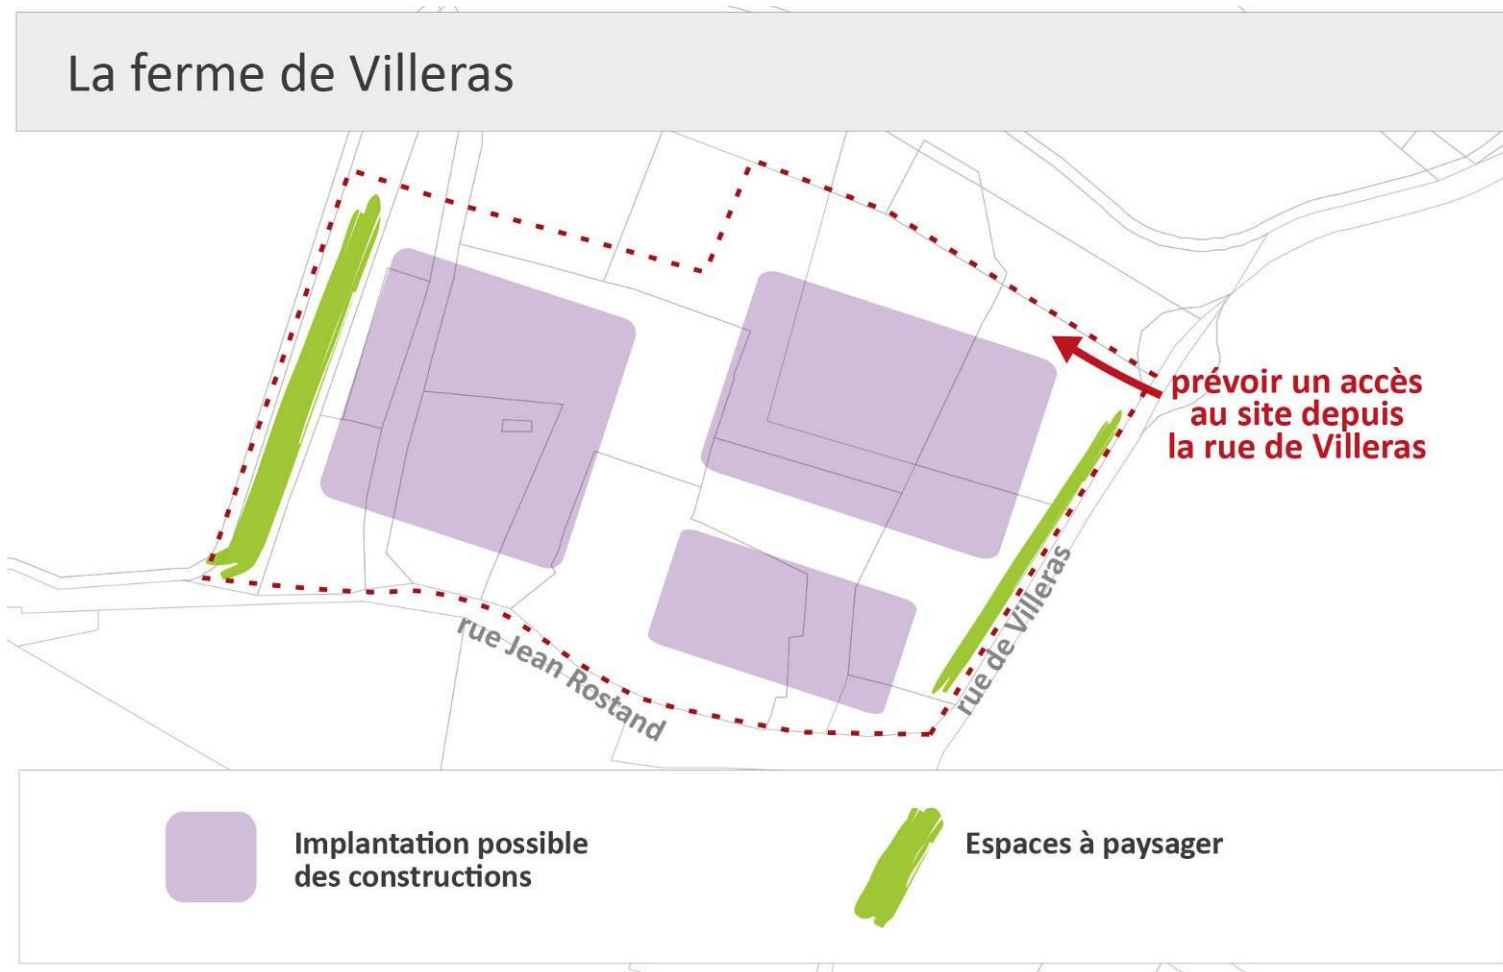 La ferme de Villeras
prévoir un accès
au site depuis
la rue de Villeras
rue de Villeras
rue Jean Rostand
Implantation possible
des constructions
Espaces à paysager